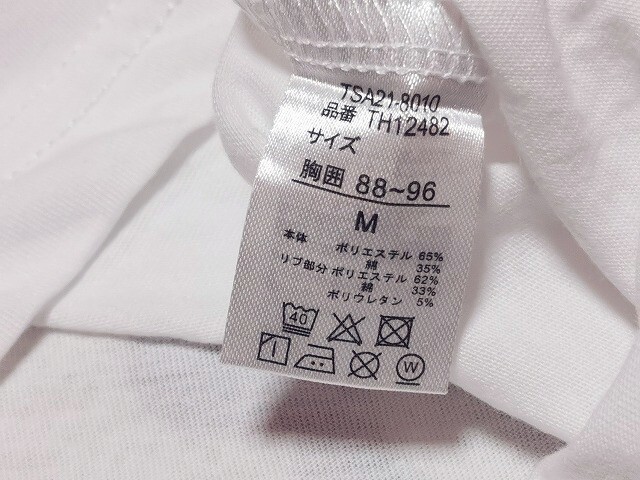 TSA21-8010
品番 TH12482
サイズ
胸囲 88~96
M
本体 ポリエステル 65%
綿 35%
リブ部分 ポリエステル 62%
綿 33%
ポリウレタン 5%
40
W